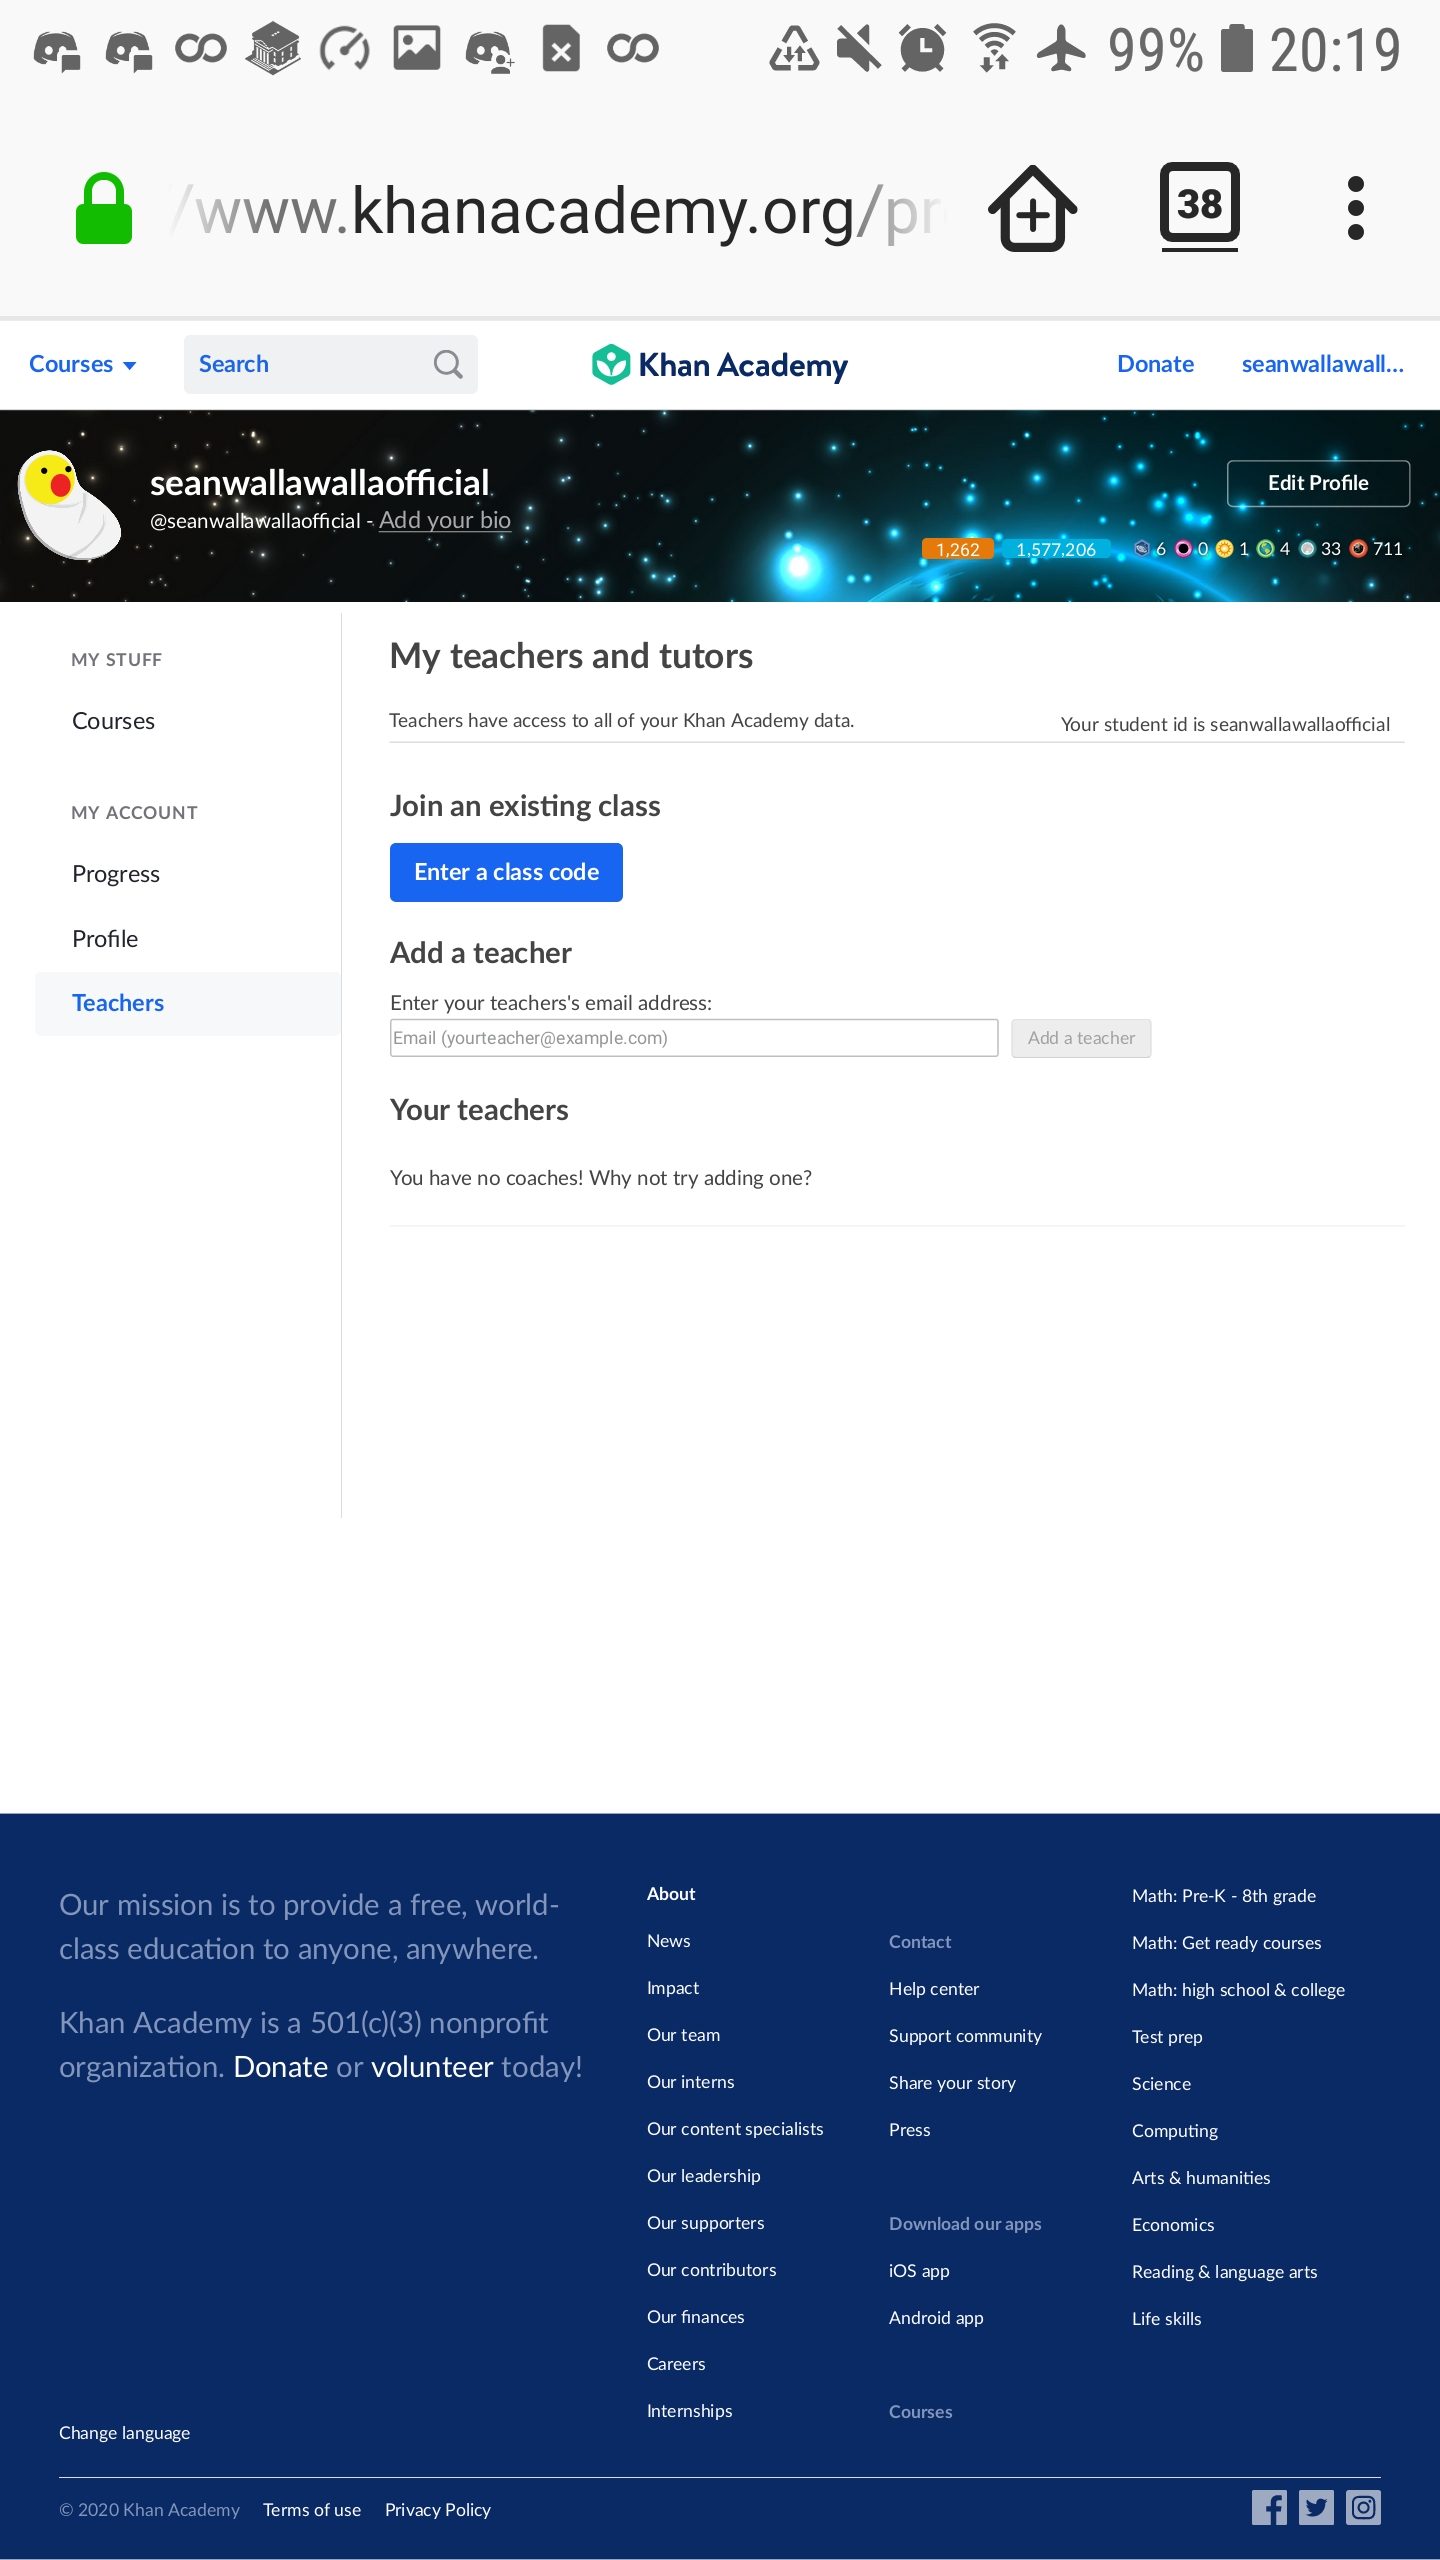 99% 20:19
/www.khanacademy.org/pr
38
Courses
Search
Khan Academy
Donate
seanwallawall...
seanwallawallaofficial
@seanwallawallaofficial - Add your bio
Edit Profile
1,262 1,577,206 6 0 1 4 33 711
MY STUFF
Courses
MY ACCOUNT
Progress
Profile
Teachers
My teachers and tutors
Teachers have access to all of your Khan Academy data.
Your student id is seanwallawallaofficial
Join an existing class
Enter a class code
Add a teacher
Enter your teachers's email address:
Email (yourteacher@example.com)
Add a teacher
Your teachers
You have no coaches! Why not try adding one?
Our mission is to provide a free, world-
class education to anyone, anywhere.
Khan Academy is a 501(c)(3) nonprofit
organization. Donate or volunteer today!
About
News
Impact
Our team
Our interns
Our content specialists
Our leadership
Our supporters
Our contributors
Our finances
Careers
Internships
Contact
Help center
Support community
Share your story
Press
Download our apps
iOS app
Android app
Courses
Math: Pre-K - 8th grade
Math: Get ready courses
Math: high school & college
Test prep
Science
Computing
Arts & humanities
Economics
Reading & language arts
Life skills
Change language
© 2020 Khan Academy
Terms of use
Privacy Policy